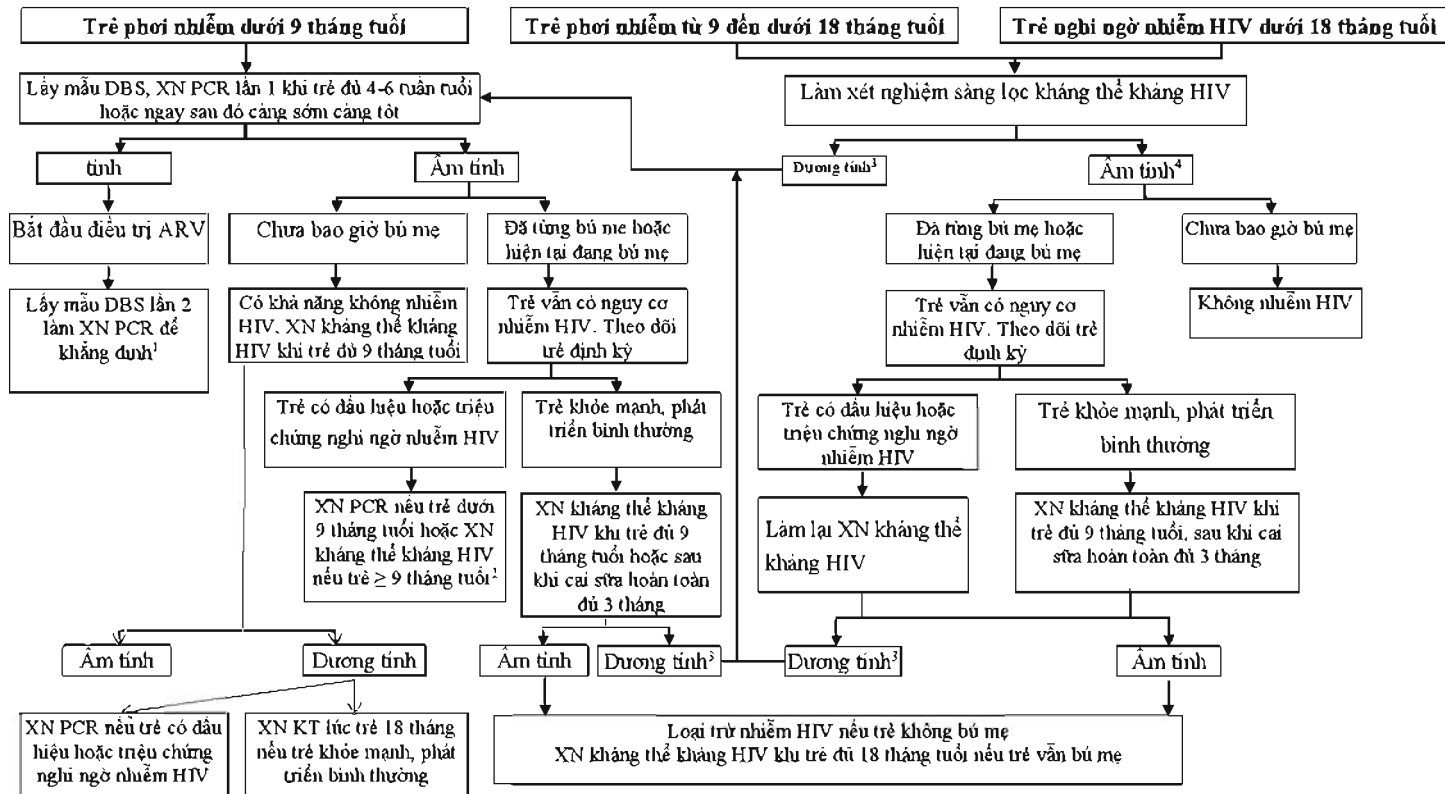 Trẻ phơi nhiễm dưới 9 tháng tuổi
Trẻ phơi nhiễm từ 9 đến dưới 18 tháng tuổi
Trẻ nghi ngờ nhiễm HIV dưới 18 tháng tuổi
Lấy mẫu DBS, XN PCR lần 1 khi trẻ đủ 4-6 tuần tuổi
hoặc ngay sau đó càng sớm càng tốt
Làm xét nghiệm sàng lọc kháng thể kháng HIV
tính
Âm tính
Dương tính³
Âm tính⁴
Bắt đầu điều trị ARV
Chưa bao giờ bú mẹ
Đã từng bú mẹ hoặc
hiện tại đang bú mẹ
Đã từng bú mẹ hoặc
hiện tại đang bú mẹ
Chưa bao giờ bú mẹ
Lấy mẫu DBS lần 2
làm XN PCR để
khẳng định¹
Có khả năng không nhiễm
HIV. XN kháng thể kháng
HIV khi trẻ đủ 9 tháng tuổi
Trẻ vẫn có nguy cơ
nhiễm HIV. Theo dõi
trẻ định kỳ
Trẻ vẫn có nguy cơ
nhiễm HIV. Theo dõi trẻ
định kỳ
Không nhiễm HIV
Trẻ có dấu hiệu hoặc triệu
chứng nghi ngờ nhiễm HIV
Trẻ khỏe mạnh, phát
triển bình thường
Trẻ có dấu hiệu hoặc
triệu chứng nghi ngờ
nhiễm HIV
Trẻ khỏe mạnh, phát triển
bình thường
XN PCR nếu trẻ dưới
9 tháng tuổi hoặc XN
kháng thể kháng HIV
nếu trẻ ≥ 9 tháng tuổi²
XN kháng thể kháng
HIV khi trẻ đủ 9
tháng tuổi hoặc sau
khi cai sữa hoàn toàn
đủ 3 tháng
Làm lại XN kháng thể
kháng HIV
XN kháng thể kháng HIV khi
trẻ đủ 9 tháng tuổi, sau khi cai
sữa hoàn toàn đủ 3 tháng
Âm tính
Dương tính
Âm tính
Dương tính³
Dương tính³
Âm tính
XN PCR nếu trẻ có dấu
hiệu hoặc triệu chứng
nghi ngờ nhiễm HIV
XN KT lúc trẻ 18 tháng
nếu trẻ khỏe mạnh, phát
triển bình thường
Loại trừ nhiễm HIV nếu trẻ không bú mẹ
XN kháng thể kháng HIV khi trẻ đủ 18 tháng tuổi nếu trẻ vẫn bú mẹ